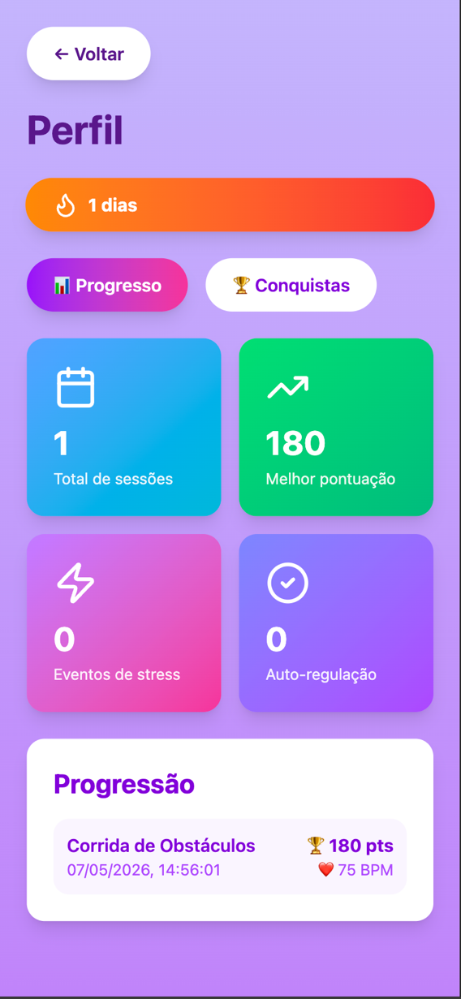 ← Voltar
Perfil
1 dias
📊 Progresso
🏆 Conquistas
1
Total de sessões
180
Melhor pontuação
0
Eventos de stress
0
Auto-regulação
Progressão
Corrida de Obstáculos
🏆 180 pts
07/05/2026, 14:56:01
❤️ 75 BPM